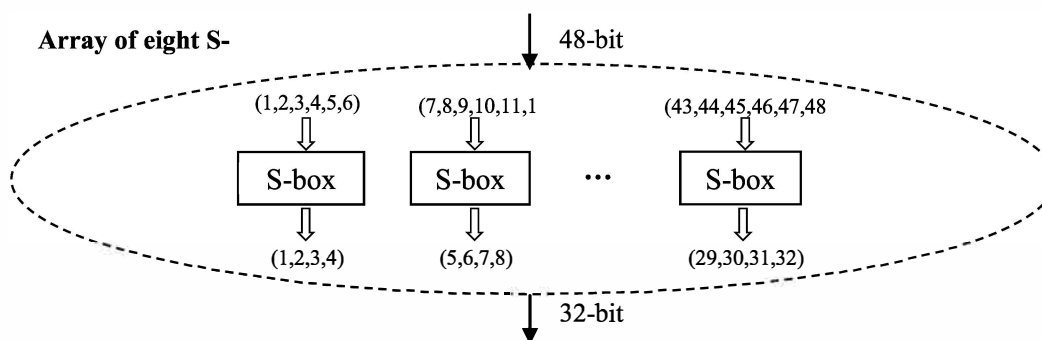 Array of eight S-
48-bit
(1,2,3,4,5,6)
(7,8,9,10,11,1
(43,44,45,46,47,48
S-box
S-box
...
S-box
(1,2,3,4)
(5,6,7,8)
(29,30,31,32)
32-bit